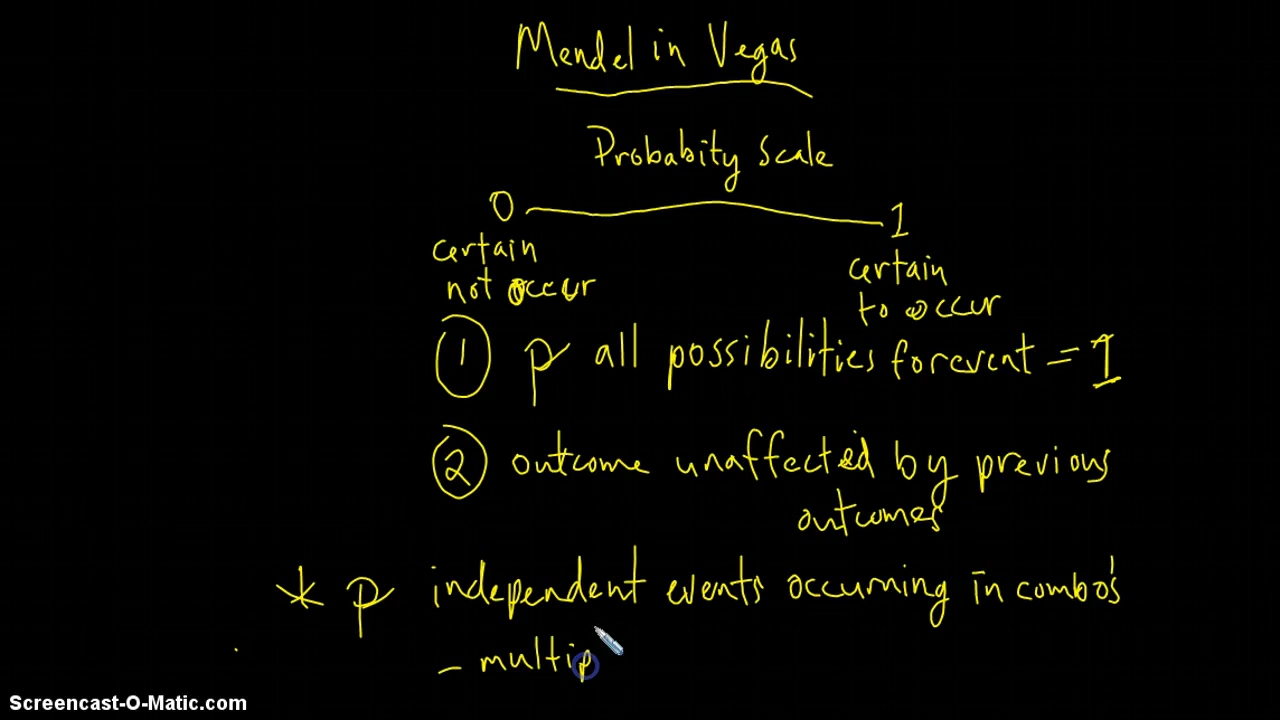 Mendel in Vegas
Probabity Scale
0 1
certain
not occur
certain
to occur
① p all possibilities for event = 1
② outcome unaffected by previous
outcomes
* p independent events occurring in combo's
- multip
Screencast-O-Matic.com